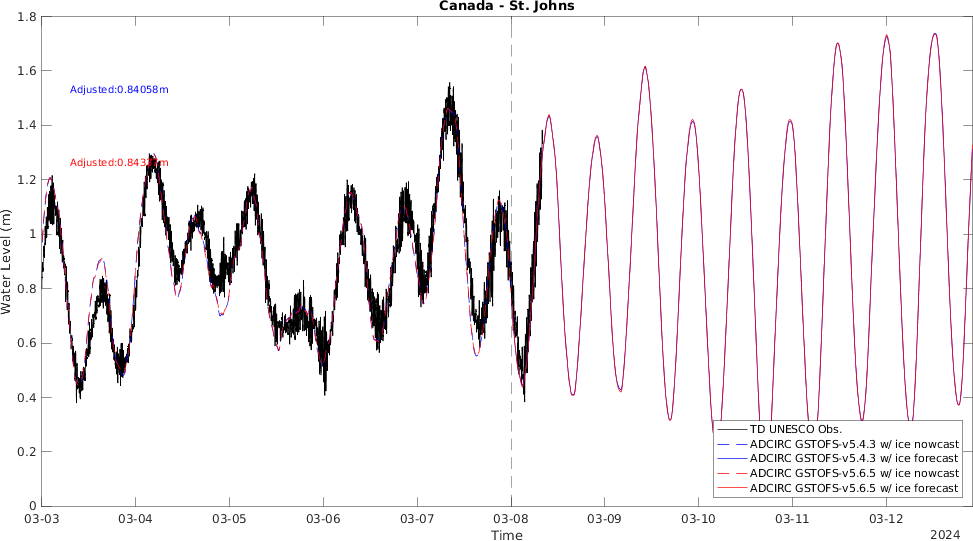 Canada - St. Johns
1.8
1.6
1.4
1.2
1
0.8
0.6
0.4
0.2
0
Water Level (m)
Adjusted:0.84058m
TD UNESCO Obs.
ADCIRC GSTOFS-v5.4.3 w/ ice nowcast
ADCIRC GSTOFS-v5.4.3 w/ ice forecast
ADCIRC GSTOFS-v5.6.5 w/ ice nowcast
ADCIRC GSTOFS-v5.6.5 w/ ice forecast
03-03 03-04 03-05 03-06 03-07 03-08 03-09 03-10 03-11 03-12
Time
2024